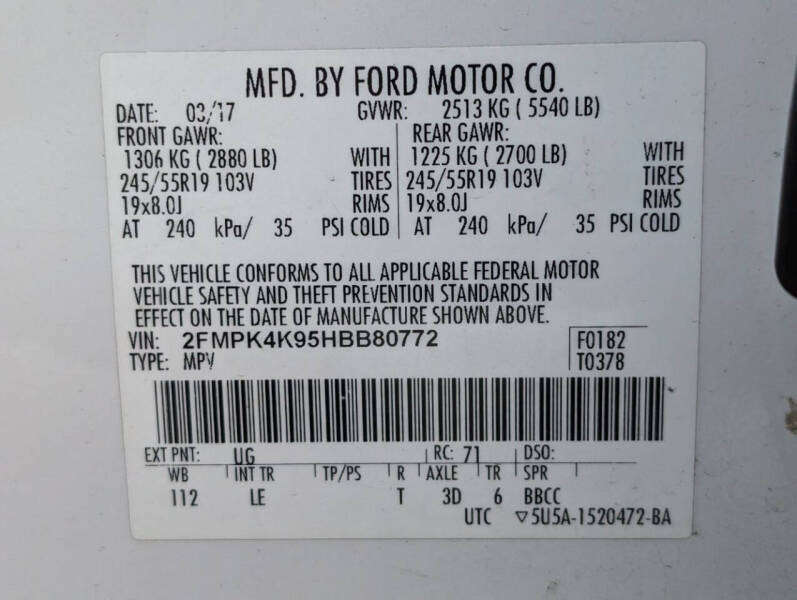 MFD. BY FORD MOTOR CO.
DATE: 03/17 GVWR: 2513 KG ( 5540 LB)
FRONT GAWR: REAR GAWR:
1306 KG ( 2880 LB) WITH 1225 KG ( 2700 LB) WITH
245/55R19 103V TIRES 245/55R19 103V TIRES
19x8.0J RIMS 19x8.0J RIMS
AT 240 kPa/ 35 PSI COLD AT 240 kPa/ 35 PSI COLD
THIS VEHICLE CONFORMS TO ALL APPLICABLE FEDERAL MOTOR
VEHICLE SAFETY AND THEFT PREVENTION STANDARDS IN
EFFECT ON THE DATE OF MANUFACTURE SHOWN ABOVE.
VIN: 2FMPK4K95HBB80772 F0182
TYPE: MPV T0378
EXT PNT: UG RC: 71 DSO:
WB INT TR TP/PS R AXLE TR SPR
112 LE T 3D 6 BBCC
UTC ▽5U5A-1520472-BA